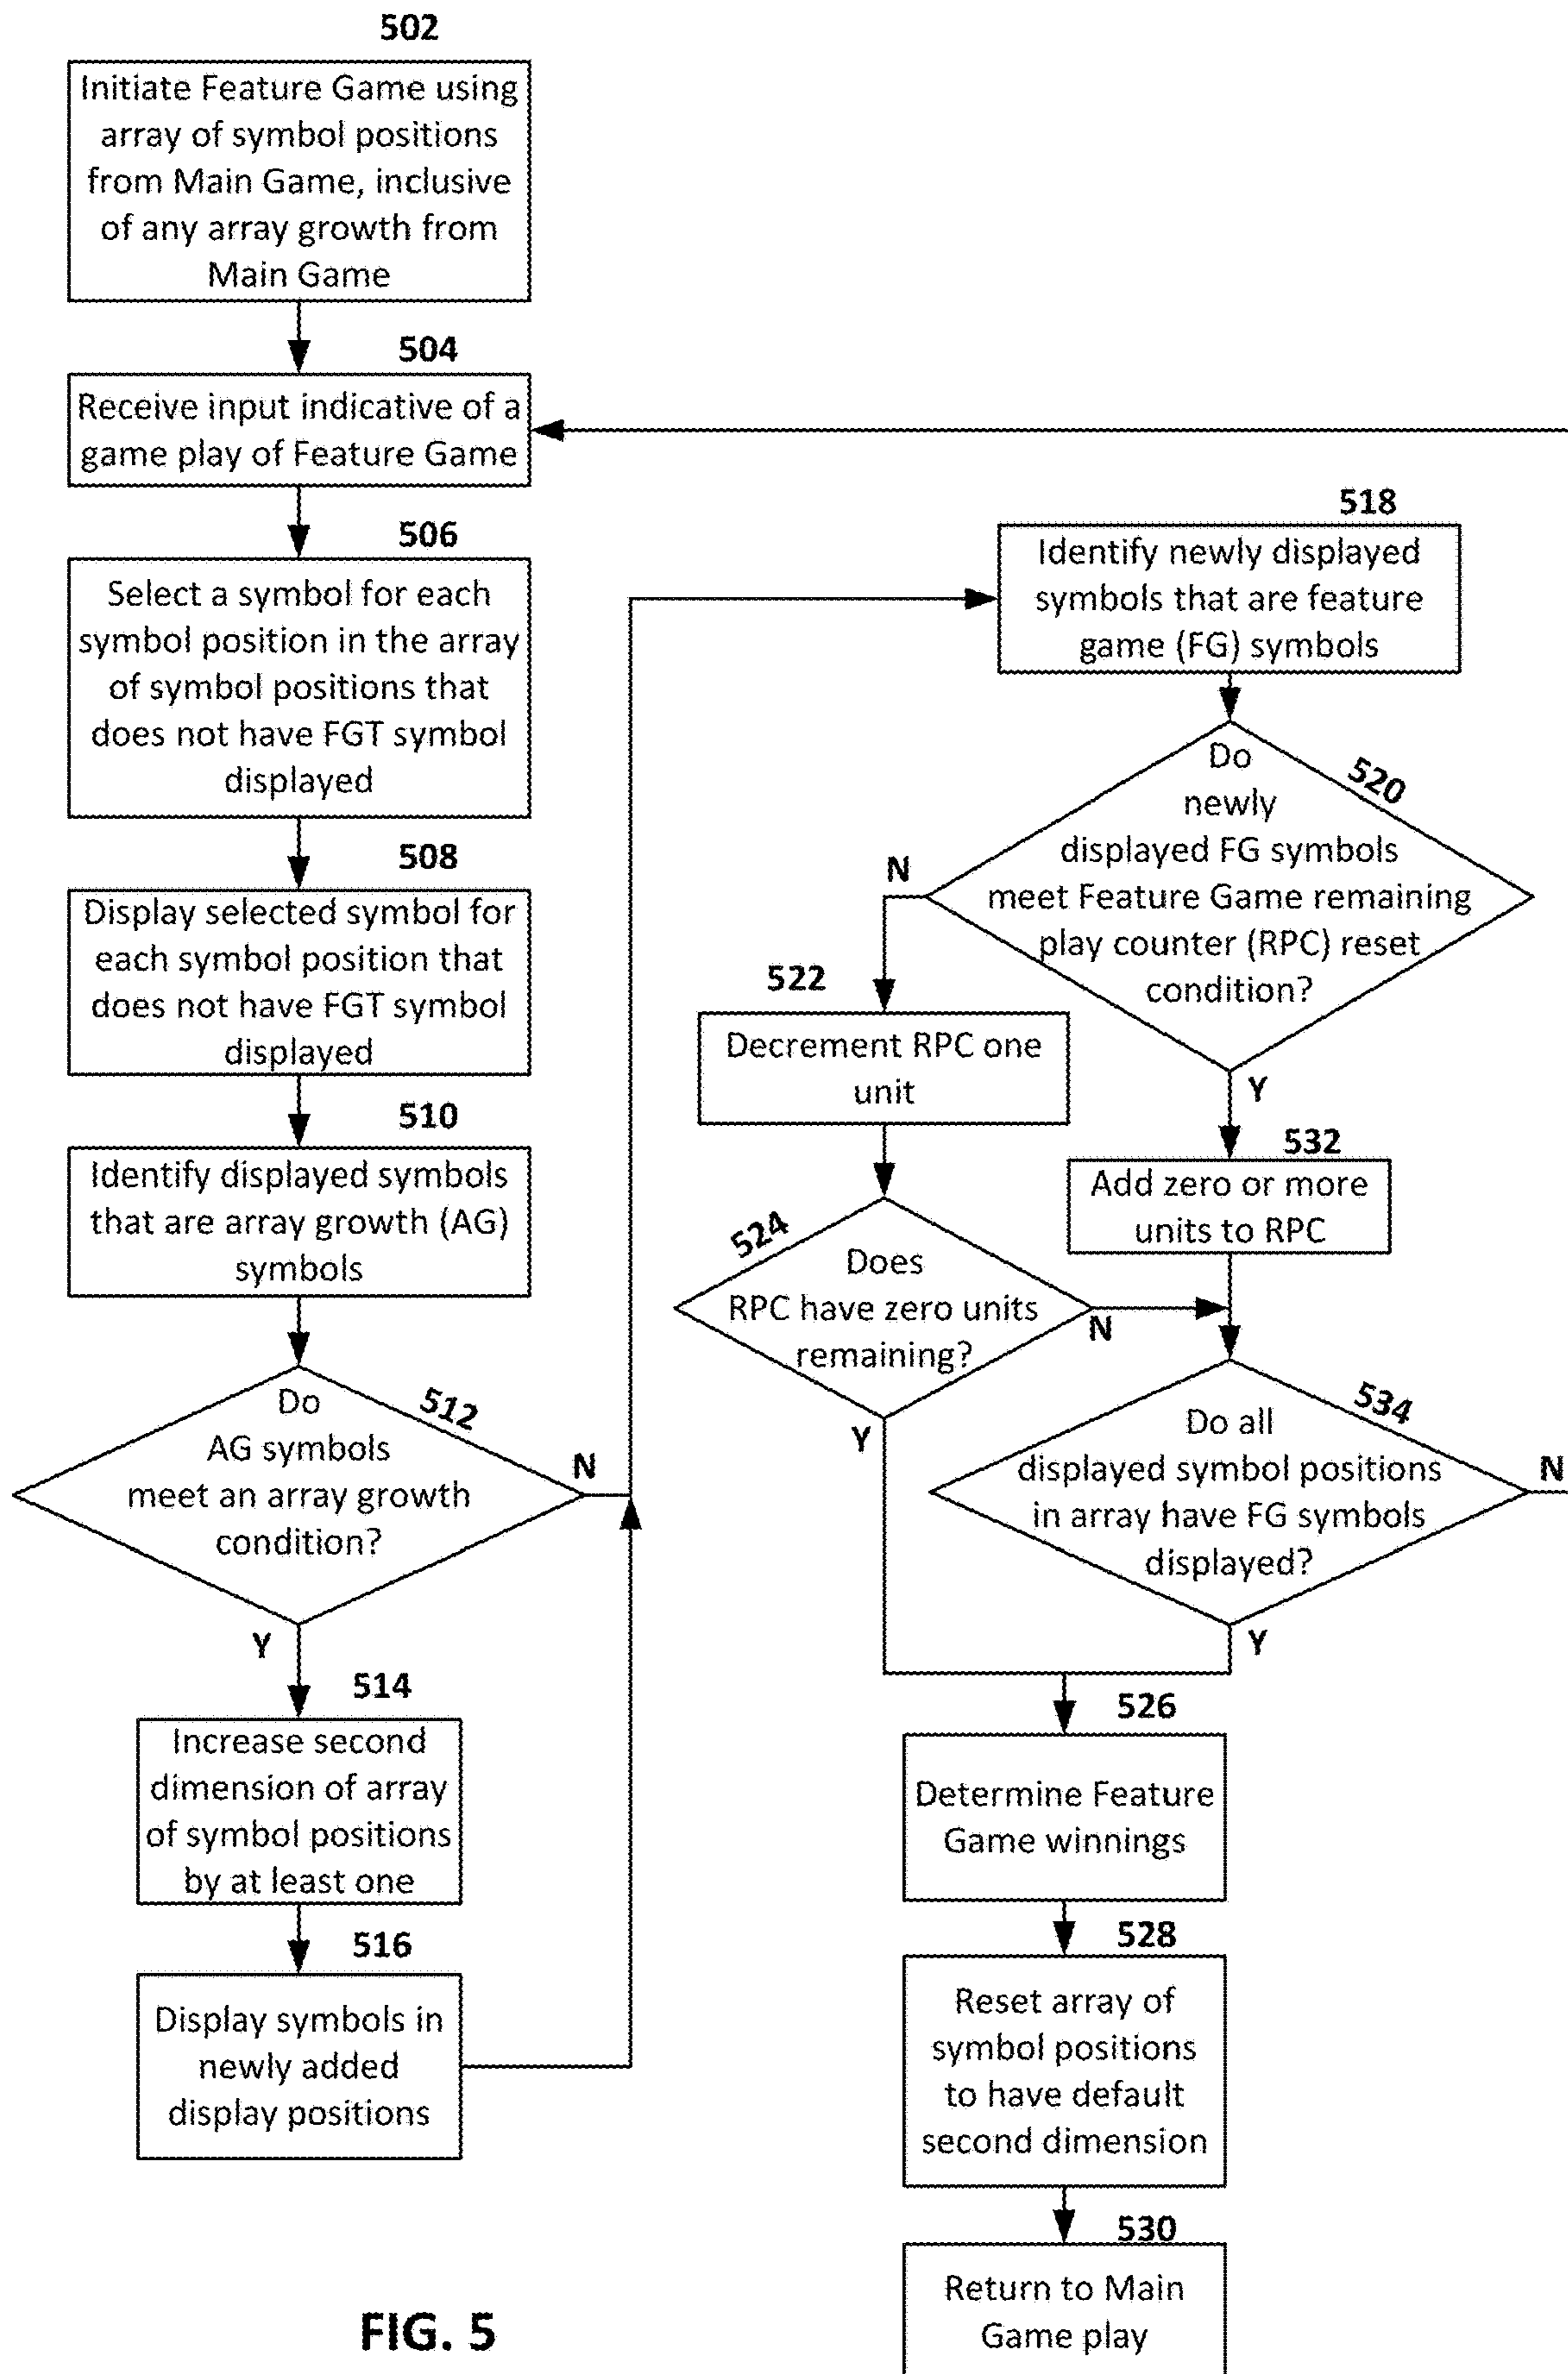 502
Initiate Feature Game using
array of symbol positions
from Main Game, inclusive
of any array growth from
Main Game
504
Receive input indicative of a
game play of Feature Game
506
Select a symbol for each
symbol position in the array
of symbol positions that
does not have FGT symbol
displayed
508
Display selected symbol for
each symbol position that
does not have FGT symbol
displayed
510
Identify displayed symbols
that are array growth (AG)
symbols
512
Do
AG symbols
meet an array growth
condition?
N
Y
514
Increase second
dimension of array
of symbol positions
by at least one
516
Display symbols in
newly added
display positions
518
Identify newly displayed
symbols that are feature
game (FG) symbols
520
Do
newly
displayed FG symbols
meet Feature Game remaining
play counter (RPC) reset
condition?
N
Y
522
Decrement RPC one
unit
524
Does
RPC have zero units
remaining?
N
Y
532
Add zero or more
units to RPC
534
Do all
displayed symbol positions
in array have FG symbols
displayed?
N
Y
526
Determine Feature
Game winnings
528
Reset array of
symbol positions
to have default
second dimension
530
Return to Main
Game play
FIG. 5